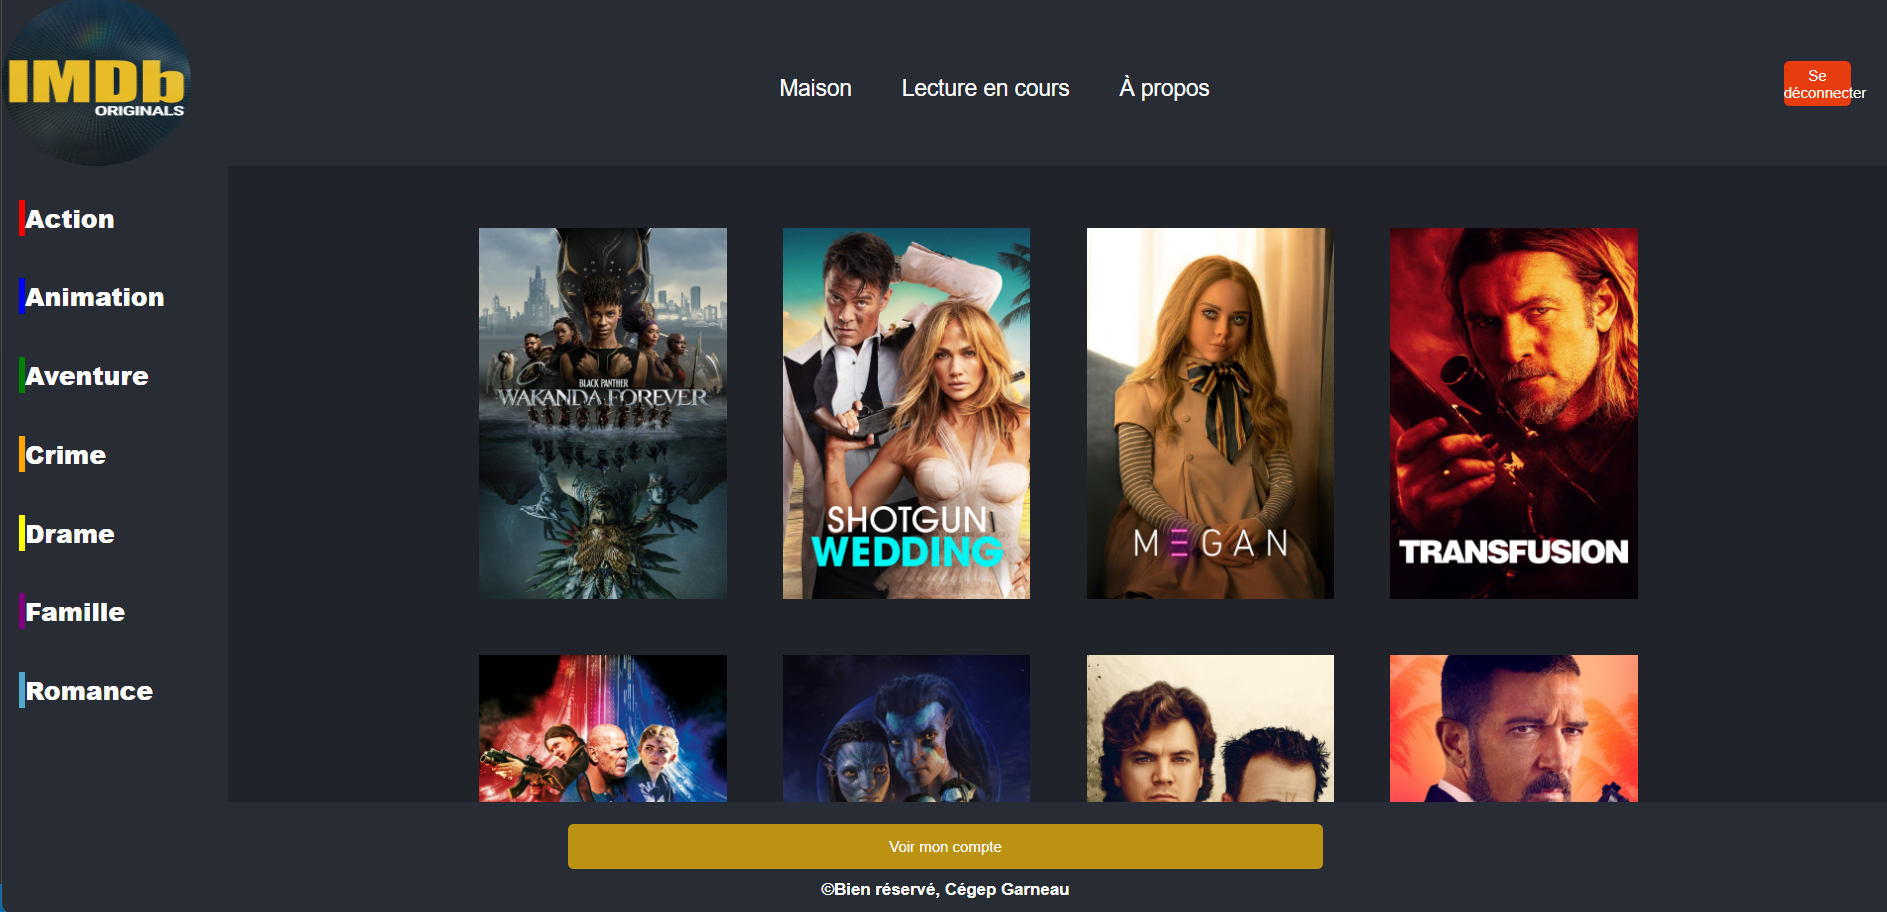 IMDb
ORIGINALS
Maison
Lecture en cours
À propos
Se
déconnecter
Action
Animation
Aventure
Crime
Drame
Famille
Romance
BLACK PANTHER
WAKANDA FOREVER
SHOTGUN
WEDDING
MEGAN
TRANSFUSION
Voir mon compte
©Bien réservé, Cégep Garneau